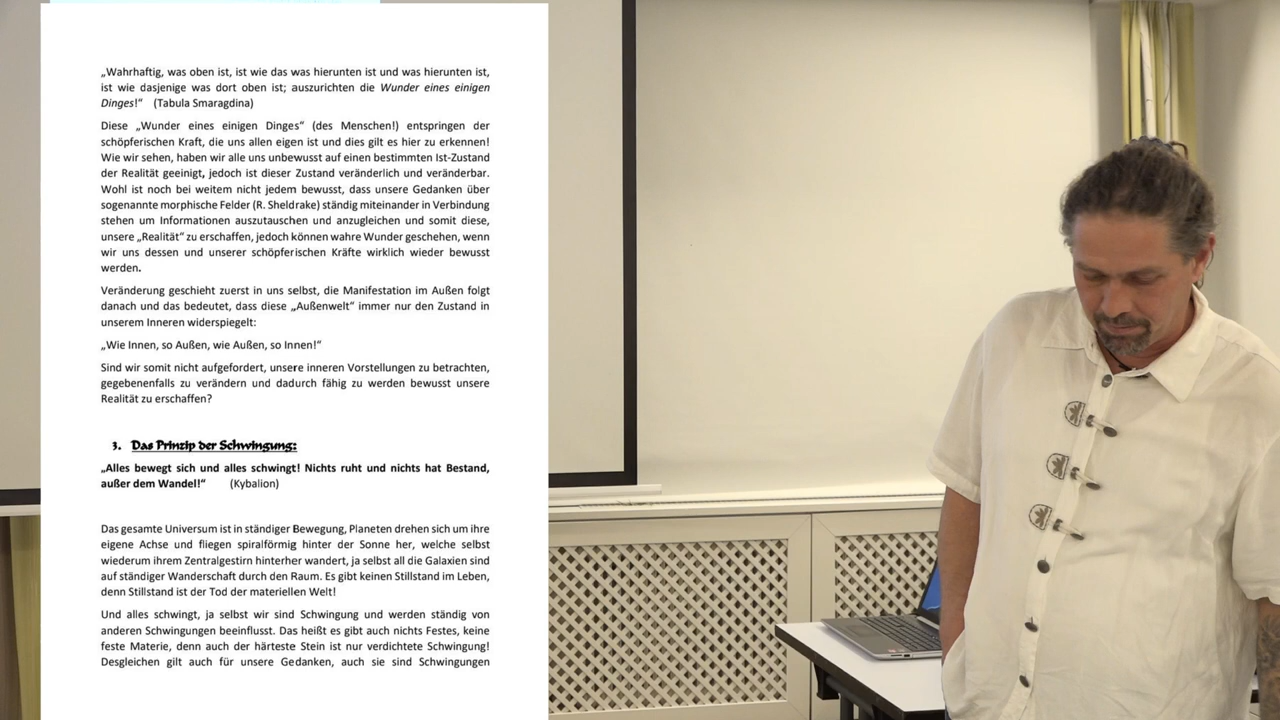 „Wahrhaftig, was oben ist, ist wie das was hierunten ist und was hierunten ist,
ist wie dasjenige was dort oben ist; auszurichten die Wunder eines einigen
Dinges!“ (Tabula Smaragdina)
Diese „Wunder eines einigen Dinges“ (des Menschen!) entspringen der
schöpferischen Kraft, die uns allen eigen ist und dies gilt es hier zu erkennen!
Wie wir sehen, haben wir alle uns unbewusst auf einen bestimmten Ist-Zustand
der Realität geeinigt, jedoch ist dieser Zustand veränderlich und veränderbar.
Wohl ist noch bei weitem nicht jedem bewusst, dass unsere Gedanken über
sogenannte morphische Felder (R. Sheldrake) ständig miteinander in Verbindung
stehen um Informationen auszutauschen und anzugleichen und somit diese,
unsere „Realität“ zu erschaffen, jedoch können wahre Wunder geschehen, wenn
wir uns dessen und unserer schöpferischen Kräfte wirklich wieder bewusst
werden.
Veränderung geschieht zuerst in uns selbst, die Manifestation im Außen folgt
danach und das bedeutet, dass diese „Außenwelt“ immer nur den Zustand in
unserem Inneren widerspiegelt:
„Wie Innen, so Außen, wie Außen, so Innen!“
Sind wir somit nicht aufgefordert, unsere inneren Vorstellungen zu betrachten,
gegebenenfalls zu verändern und dadurch fähig zu werden bewusst unsere
Realität zu erschaffen?
3. Das Prinzip der Schwingung:
„Alles bewegt sich und alles schwingt! Nichts ruht und nichts hat Bestand,
außer dem Wandel!“ (Kybalion)
Das gesamte Universum ist in ständiger Bewegung, Planeten drehen sich um ihre
eigene Achse und fliegen spiralförmig hinter der Sonne her, welche selbst
wiederum ihrem Zentralgestirn hinterher wandert, ja selbst all die Galaxien sind
auf ständiger Wanderschaft durch den Raum. Es gibt keinen Stillstand im Leben,
denn Stillstand ist der Tod der materiellen Welt!
Und alles schwingt, ja selbst wir sind Schwingung und werden ständig von
anderen Schwingungen beeinflusst. Das heißt es gibt auch nichts Festes, keine
feste Materie, denn auch der härteste Stein ist nur verdichtete Schwingung!
Desgleichen gilt auch für unsere Gedanken, auch sie sind Schwingungen